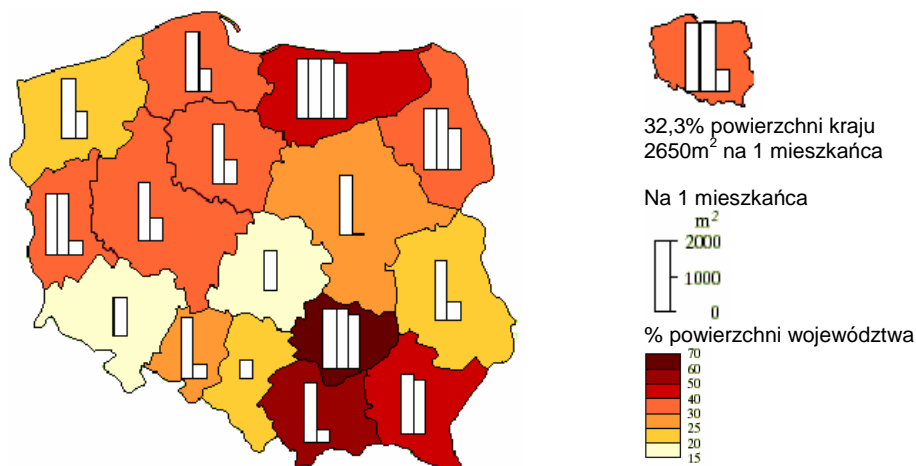 32,3% powierzchni kraju
2650m² na 1 mieszkańca
Na 1 mieszkańca
m²
2000
1000
0
% powierzchni województwa
70
60
50
40
30
25
20
15